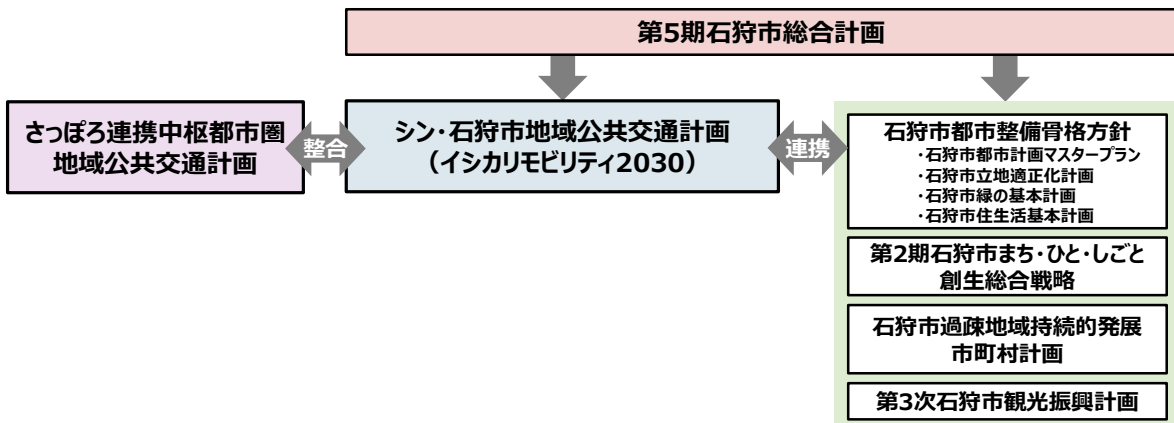 第5期石狩市総合計画
さっぽろ連携中枢都市圏
地域公共交通計画
整合
シン・石狩市地域公共交通計画
（イシカリモビリティ2030）
連携
石狩市都市整備骨格方針
・石狩市都市計画マスタープラン
・石狩市立地適正化計画
・石狩市緑の基本計画
・石狩市住生活基本計画
第2期石狩市まち・ひと・しごと
創生総合戦略
石狩市過疎地域持続的発展
市町村計画
第3次石狩市観光振興計画